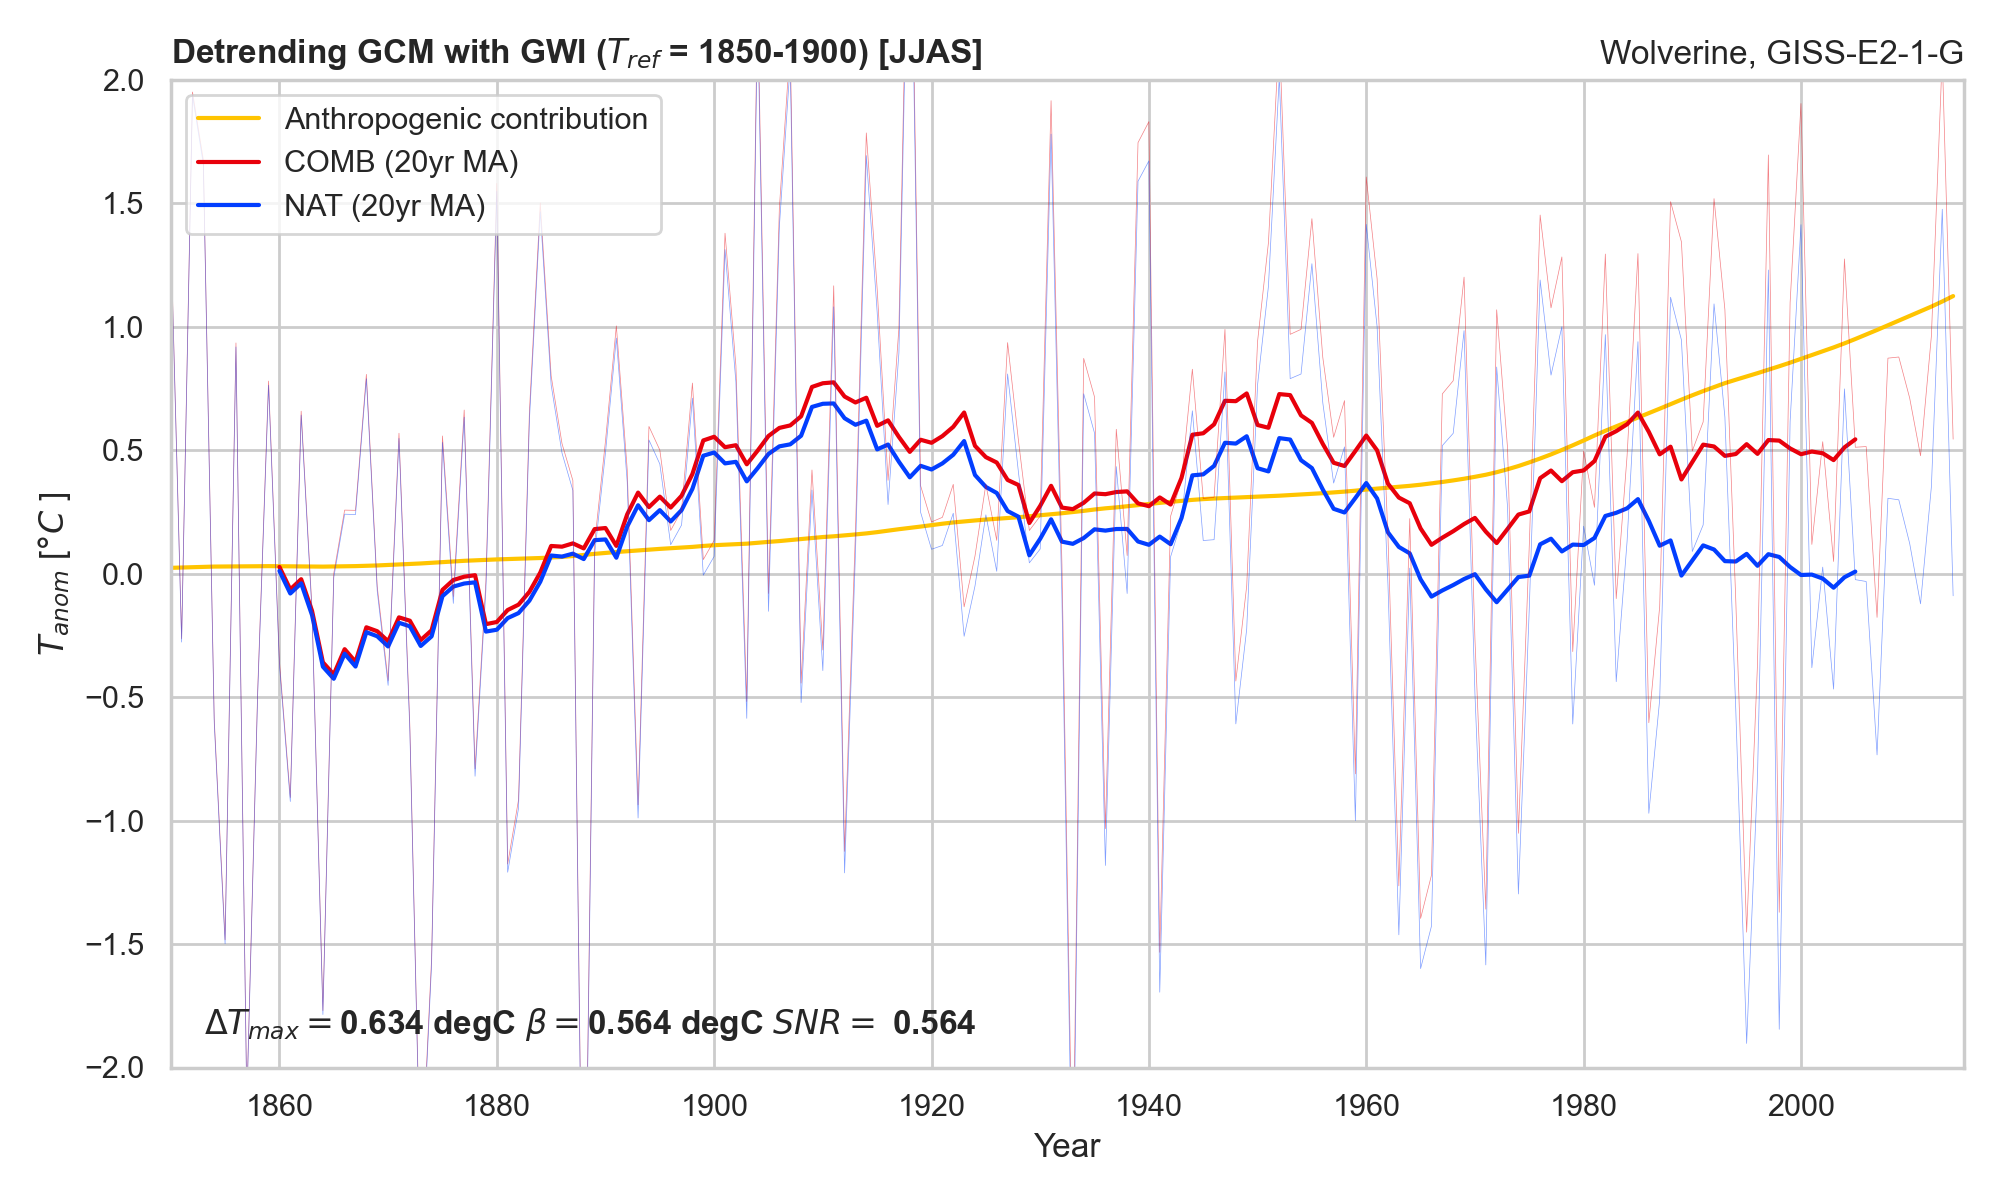 Detrending GCM with GWI (T_ref = 1850-1900) [JJAS]
Wolverine, GISS-E2-1-G
Anthropogenic contribution
COMB (20yr MA)
NAT (20yr MA)
2.0
1.5
1.0
0.5
0.0
−0.5
−1.0
−1.5
−2.0
T_anom [°C ]
ΔT_max = 0.634 degC β = 0.564 degC SNR = 0.564
1860 1880 1900 1920 1940 1960 1980 2000
Year